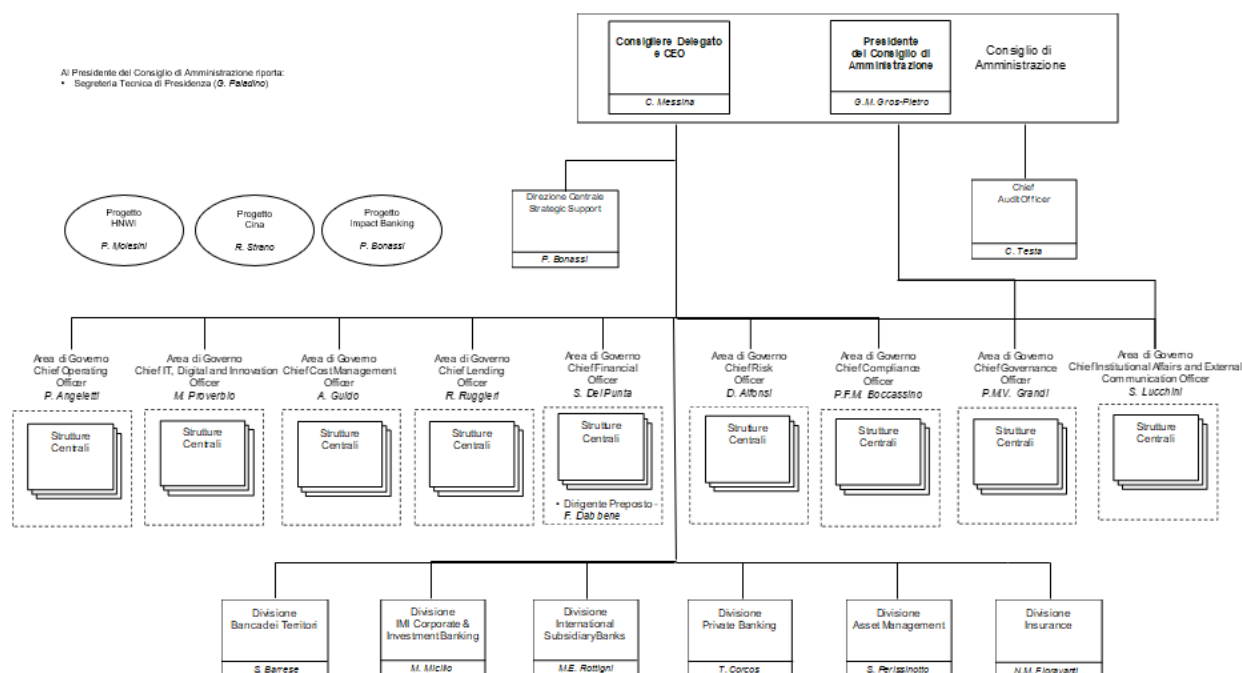 Consigliere Delegato
e CEO
C. Messina
Presidente
del Consiglio di
Amministrazione
G.M. Gros-Pietro
Consiglio di
Amministrazione
Al Presidente del Consiglio di Amministrazione riporta:
• Segreteria Tecnica di Presidenza (G. Paladino)
Progetto
HNWI
P. Molesini
Progetto
Cina
R. Strano
Progetto
Impact Banking
P. Bonassi
Direzione Centrale
Strategic Support
P. Bonassi
Chief
Audit Officer
C. Testa
Area di Governo
Chief Operating
Officer
P. Angeletti
Strutture
Centrali
Area di Governo
Chief IT, Digital and Innovation
Officer
M. Proverbio
Strutture
Centrali
Area di Governo
Chief Cost Management
Officer
A. Guido
Strutture
Centrali
Area di Governo
Chief Lending
Officer
R. Ruggieri
Strutture
Centrali
Area di Governo
Chief Financial
Officer
S. Del Punta
Strutture
Centrali
• Dirigente Preposto -
F. Dabbene
Area di Governo
Chief Risk
Officer
D. Alfonsi
Strutture
Centrali
Area di Governo
Chief Compliance
Officer
P.F.M. Boccassino
Strutture
Centrali
Area di Governo
Chief Governance
Officer
P.M.V. Grandi
Strutture
Centrali
Area di Governo
Chief Institutional Affairs and External
Communication Officer
S. Lucchini
Strutture
Centrali
Divisione
Banca dei Territori
S. Barrese
Divisione
IMI Corporate &
Investment Banking
M. Micillo
Divisione
International
Subsidiary Banks
M.E. Rottigni
Divisione
Private Banking
T. Corcos
Divisione
Asset Management
S. Perissinotto
Divisione
Insurance
N.M. Fioravanti